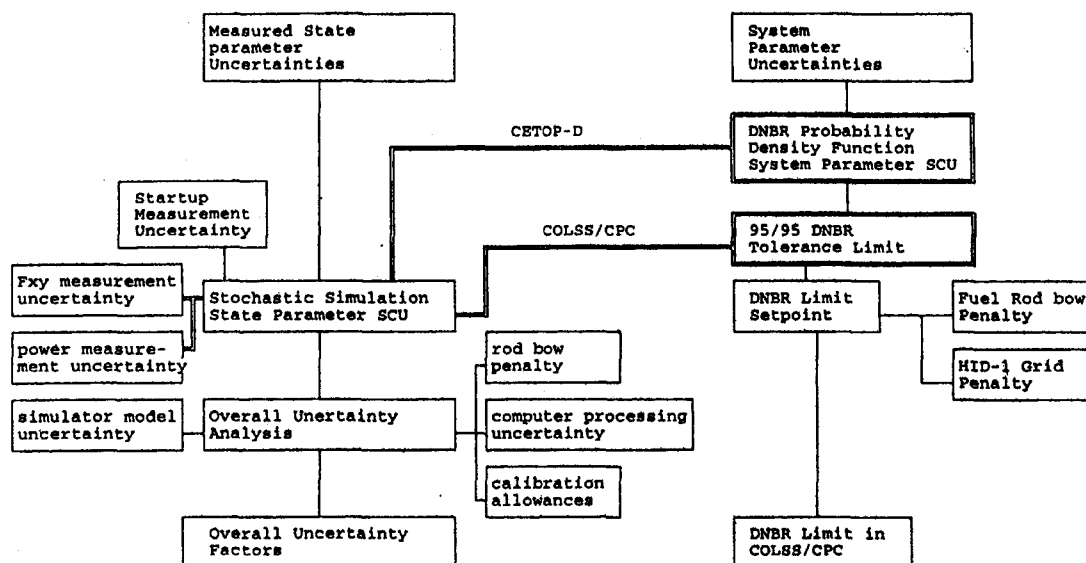 Measured State
parameter
Uncertainties
System
Parameter
Uncertainties
CETOP-D
DNBR Probability
Density Function
System Parameter SCU
Startup
Measurement
Uncertainty
COLSS/CPC
95/95 DNBR
Tolerance Limit
Fxy measurement
uncertainty
Stochastic Simulation
State Parameter SCU
DNBR Limit
Setpoint
Fuel Rod bow
Penalty
power measure-
ment uncertainty
rod bow
penalty
HID-1 Grid
Penalty
simulator model
uncertainty
Overall Unertainty
Analysis
computer processing
uncertainty
calibration
allowances
Overall Uncertainty
Factors
DNBR Limit in
COLSS/CPC